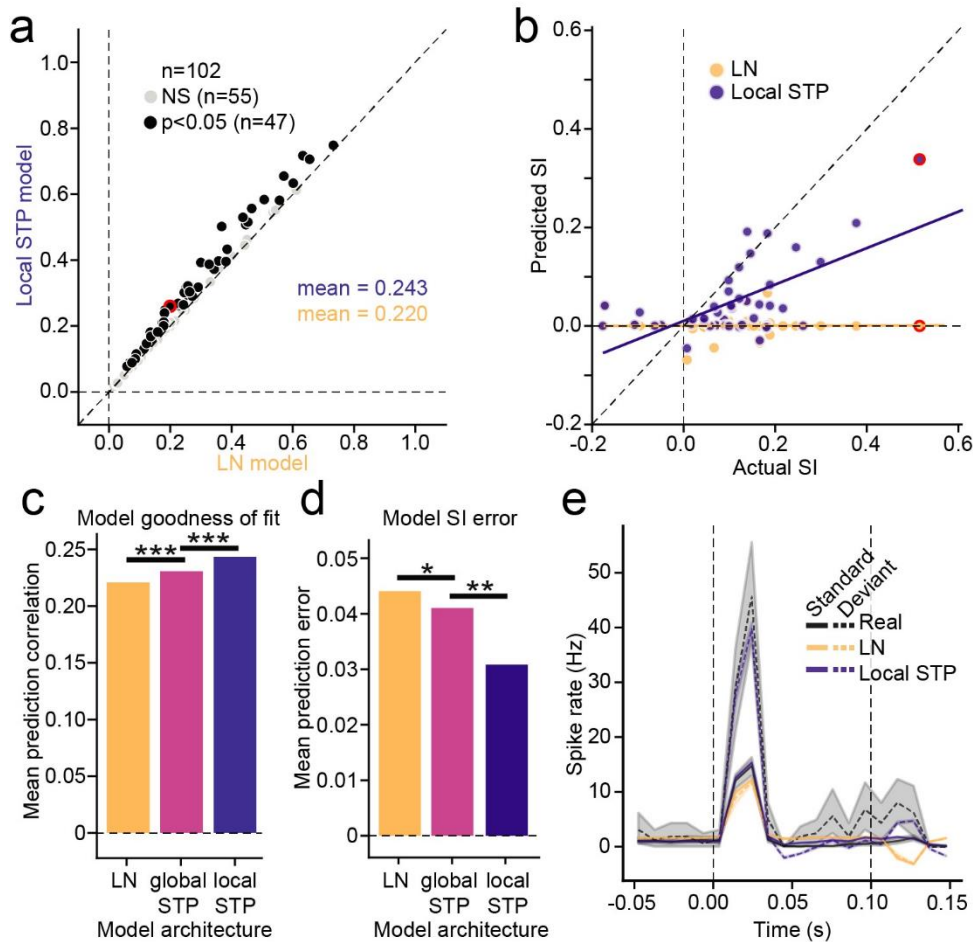 a
1.0
0.8
0.6
0.4
0.2
0.0
Local STP model
n=102
NS (n=55)
p<0.05 (n=47)
mean = 0.243
mean = 0.220
0.0 0.2 0.4 0.6 0.8 1.0
LN model
b
0.6
0.4
0.2
0.0
-0.2
Predicted SI
LN
Local STP
-0.2 0.0 0.2 0.4 0.6
Actual SI
c
Model goodness of fit
0.25
0.20
0.15
0.10
0.05
0
Mean prediction correlation
*** ***
LN global local
STP STP
Model architecture
d
Model SI error
0.05
0.04
0.03
0.02
0.01
0
Mean prediction error
* **
LN global local
STP STP
Model architecture
e
50
40
30
20
10
0
Spike rate (Hz)
Standard
Deviant
Real
LN
Local STP
-0.05 0.00 0.05 0.10 0.15
Time (s)